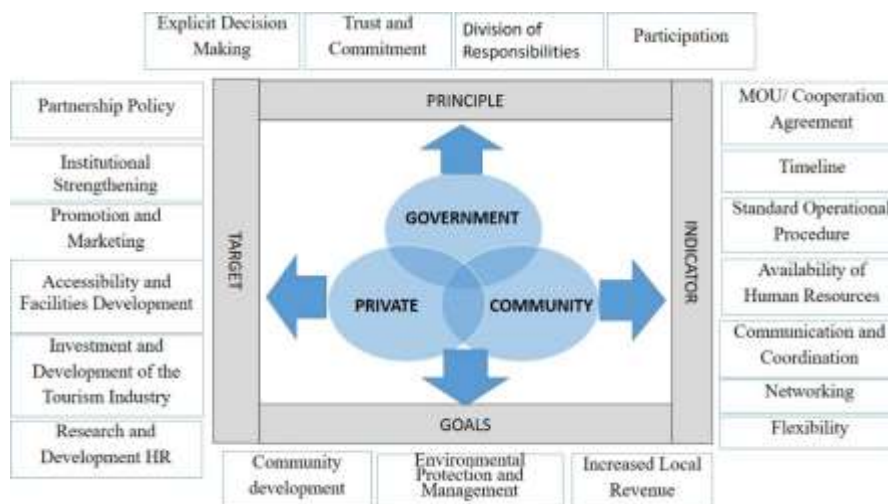 Explicit Decision
Making
Trust and
Commitment
Division of
Responsibilities
Participation
PRINCIPLE
Partnership Policy
Institutional
Strengthening
Promotion and
Marketing
Accessibility and
Facilities Development
Investment and
Development of the
Tourism Industry
Research and
Development HR
TARGET
GOVERNMENT
PRIVATE
COMMUNITY
INDICATOR
MOU/ Cooperation
Agreement
Timeline
Standard Operational
Procedure
Availability of
Human Resources
Communication and
Coordination
Networking
Flexibility
GOALS
Community
development
Environmental
Protection and
Management
Increased Local
Revenue